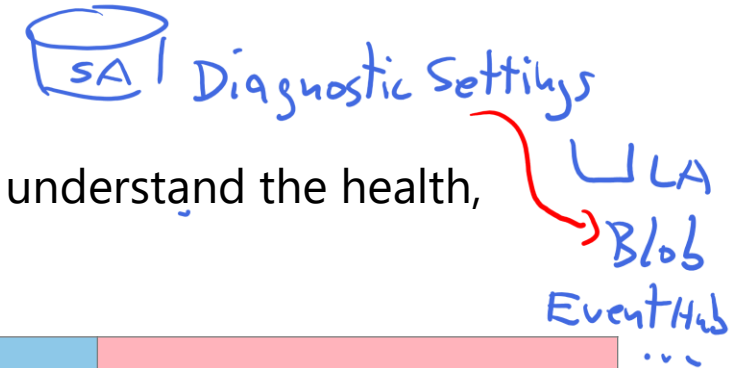 SA Diagnostic Settings
understand the health,
LA
Blob
EventHub
...